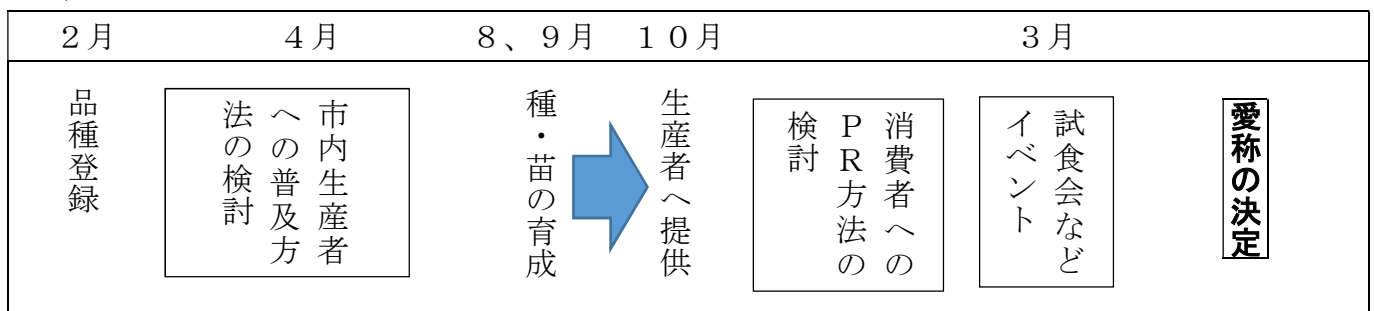 ２月　４月　８、９月　１０月　３月
品種登録
市内生産者
への普及方
法の検討
種・苗の育成
生産者へ提供
消費者への
ＰＲ方法の
検討
試食会など
イベント
愛称の決定